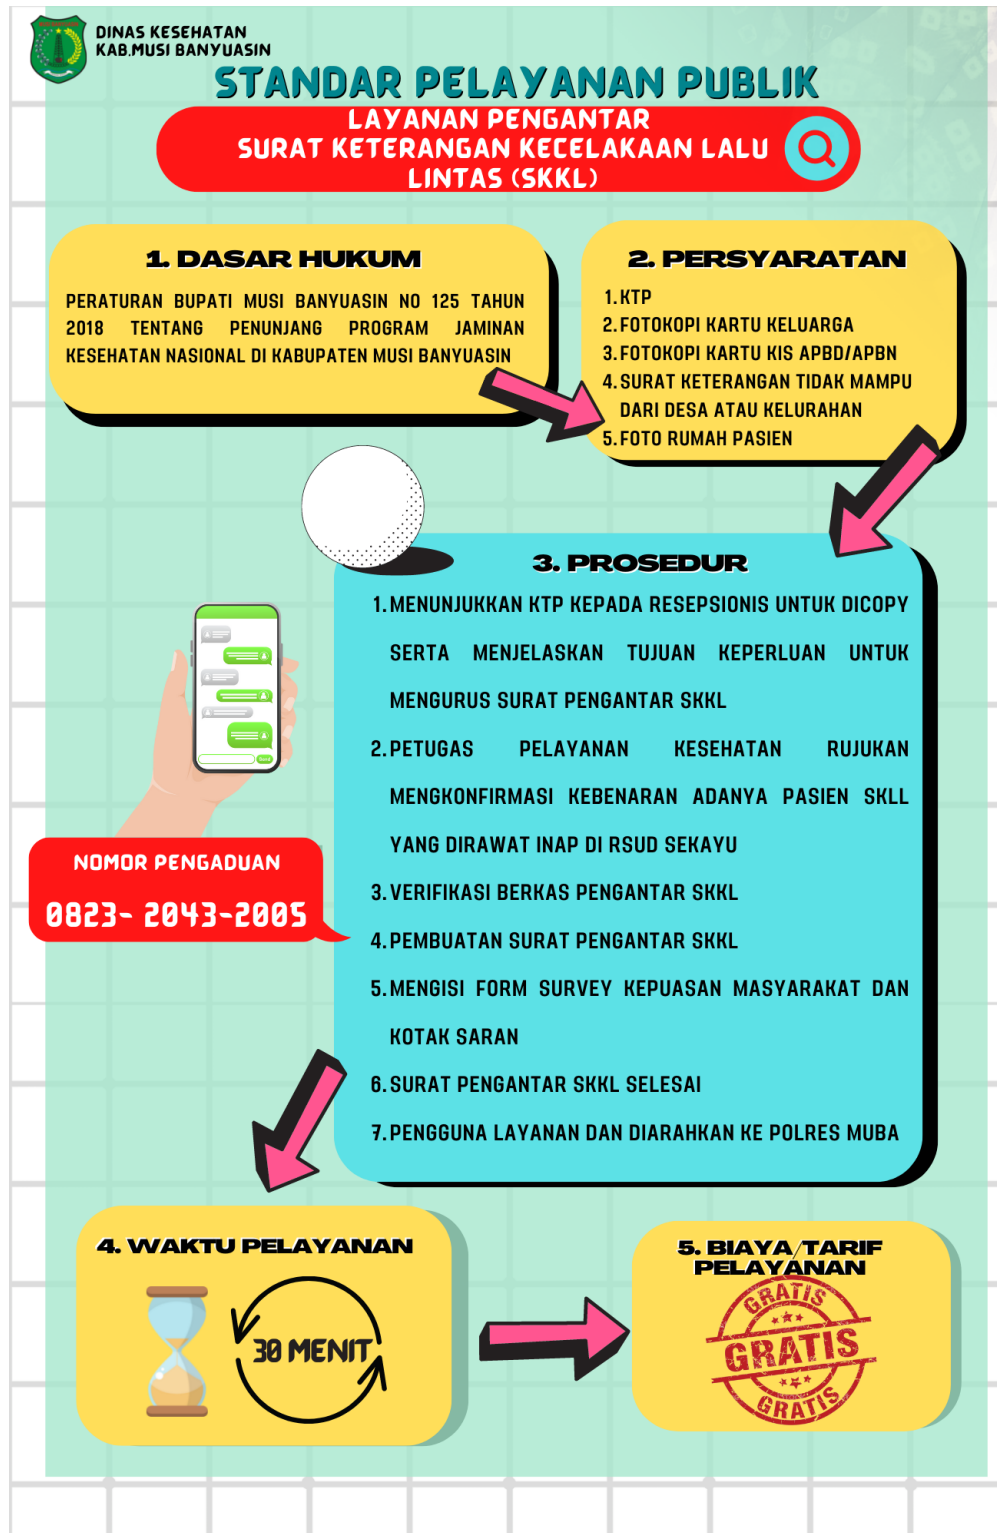 DINAS KESEHATAN
KAB.MUSI BANYUASIN
STANDAR PELAYANAN PUBLIK
LAYANAN PENGANTAR
SURAT KETERANGAN KECELAKAAN LALU
LINTAS (SKKL)
1. DASAR HUKUM
PERATURAN BUPATI MUSI BANYUASIN NO 125 TAHUN
2018 TENTANG PENUNJANG PROGRAM JAMINAN
KESEHATAN NASIONAL DI KABUPATEN MUSI BANYUASIN
2. PERSYARATAN
1. KTP
2. FOTOKOPI KARTU KELUARGA
3. FOTOKOPI KARTU KIS APBD/APBN
4. SURAT KETERANGAN TIDAK MAMPU
DARI DESA ATAU KELURAHAN
5. FOTO RUMAH PASIEN
3. PROSEDUR
1. MENUNJUKKAN KTP KEPADA RESEPSIONIS UNTUK DICOPY
SERTA MENJELASKAN TUJUAN KEPERLUAN UNTUK
MENGURUS SURAT PENGANTAR SKKL
2. PETUGAS PELAYANAN KESEHATAN RUJUKAN
MENGKONFIRMASI KEBENARAN ADANYA PASIEN SKLL
YANG DIRAWAT INAP DI RSUD SEKAYU
3. VERIFIKASI BERKAS PENGANTAR SKKL
4. PEMBUATAN SURAT PENGANTAR SKKL
5. MENGISI FORM SURVEY KEPUASAN MASYARAKAT DAN
KOTAK SARAN
6. SURAT PENGANTAR SKKL SELESAI
7. PENGGUNA LAYANAN DAN DIARAHKAN KE POLRES MUBA
NOMOR PENGADUAN
0823- 2043-2005
4. WAKTU PELAYANAN
30 MENIT
5. BIAYA/TARIF
PELAYANAN
GRATIS
GRATIS
GRATIS